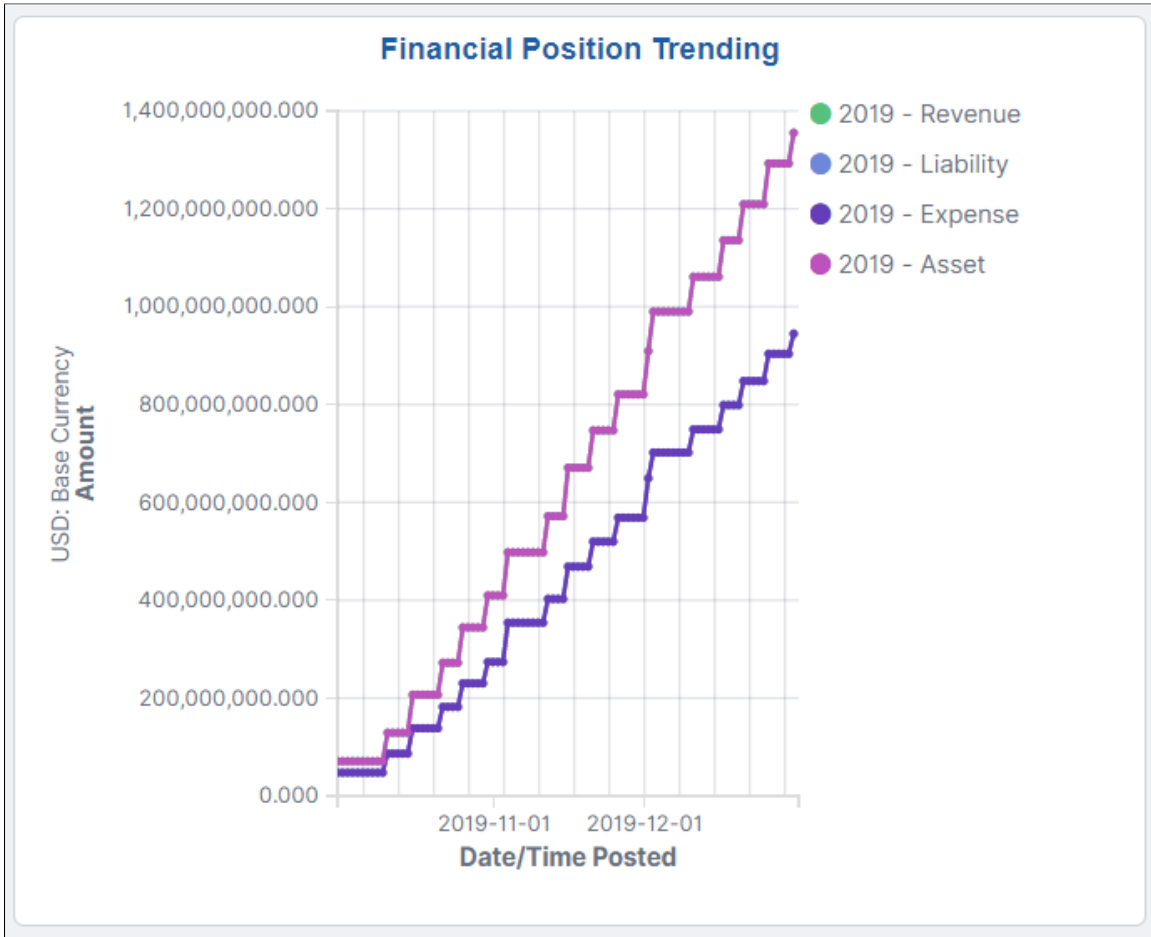 Financial Position Trending
1,400,000,000.000
1,200,000,000.000
1,000,000,000.000
800,000,000.000
600,000,000.000
400,000,000.000
200,000,000.000
0.000
USD: Base Currency
Amount
2019-11-01
2019-12-01
Date/Time Posted
2019 - Revenue
2019 - Liability
2019 - Expense
2019 - Asset